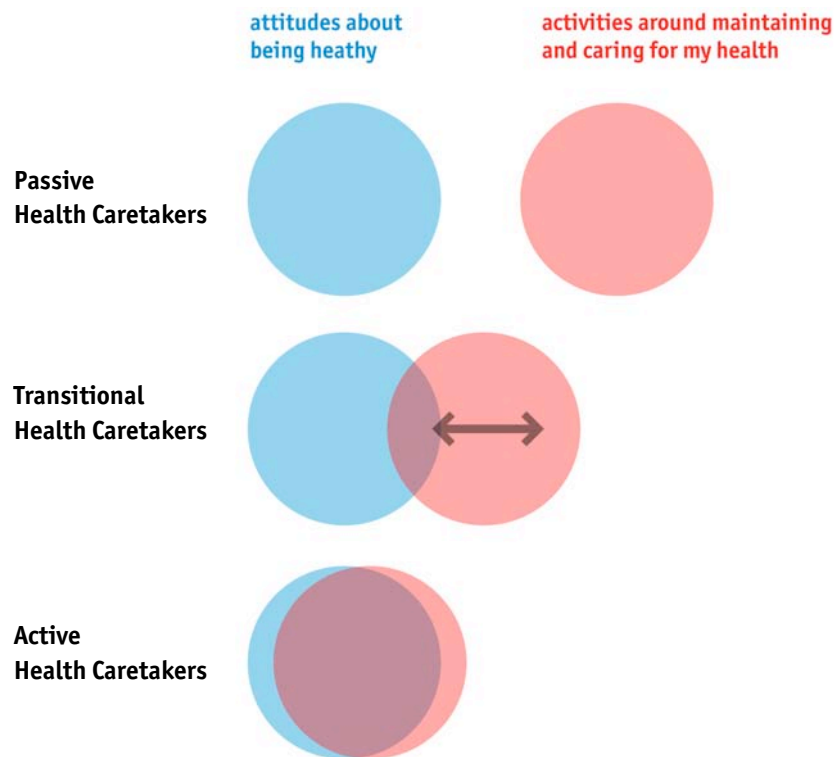 attitudes about
being heathy
activities around maintaining
and caring for my health
Passive
Health Caretakers
Transitional
Health Caretakers
Active
Health Caretakers